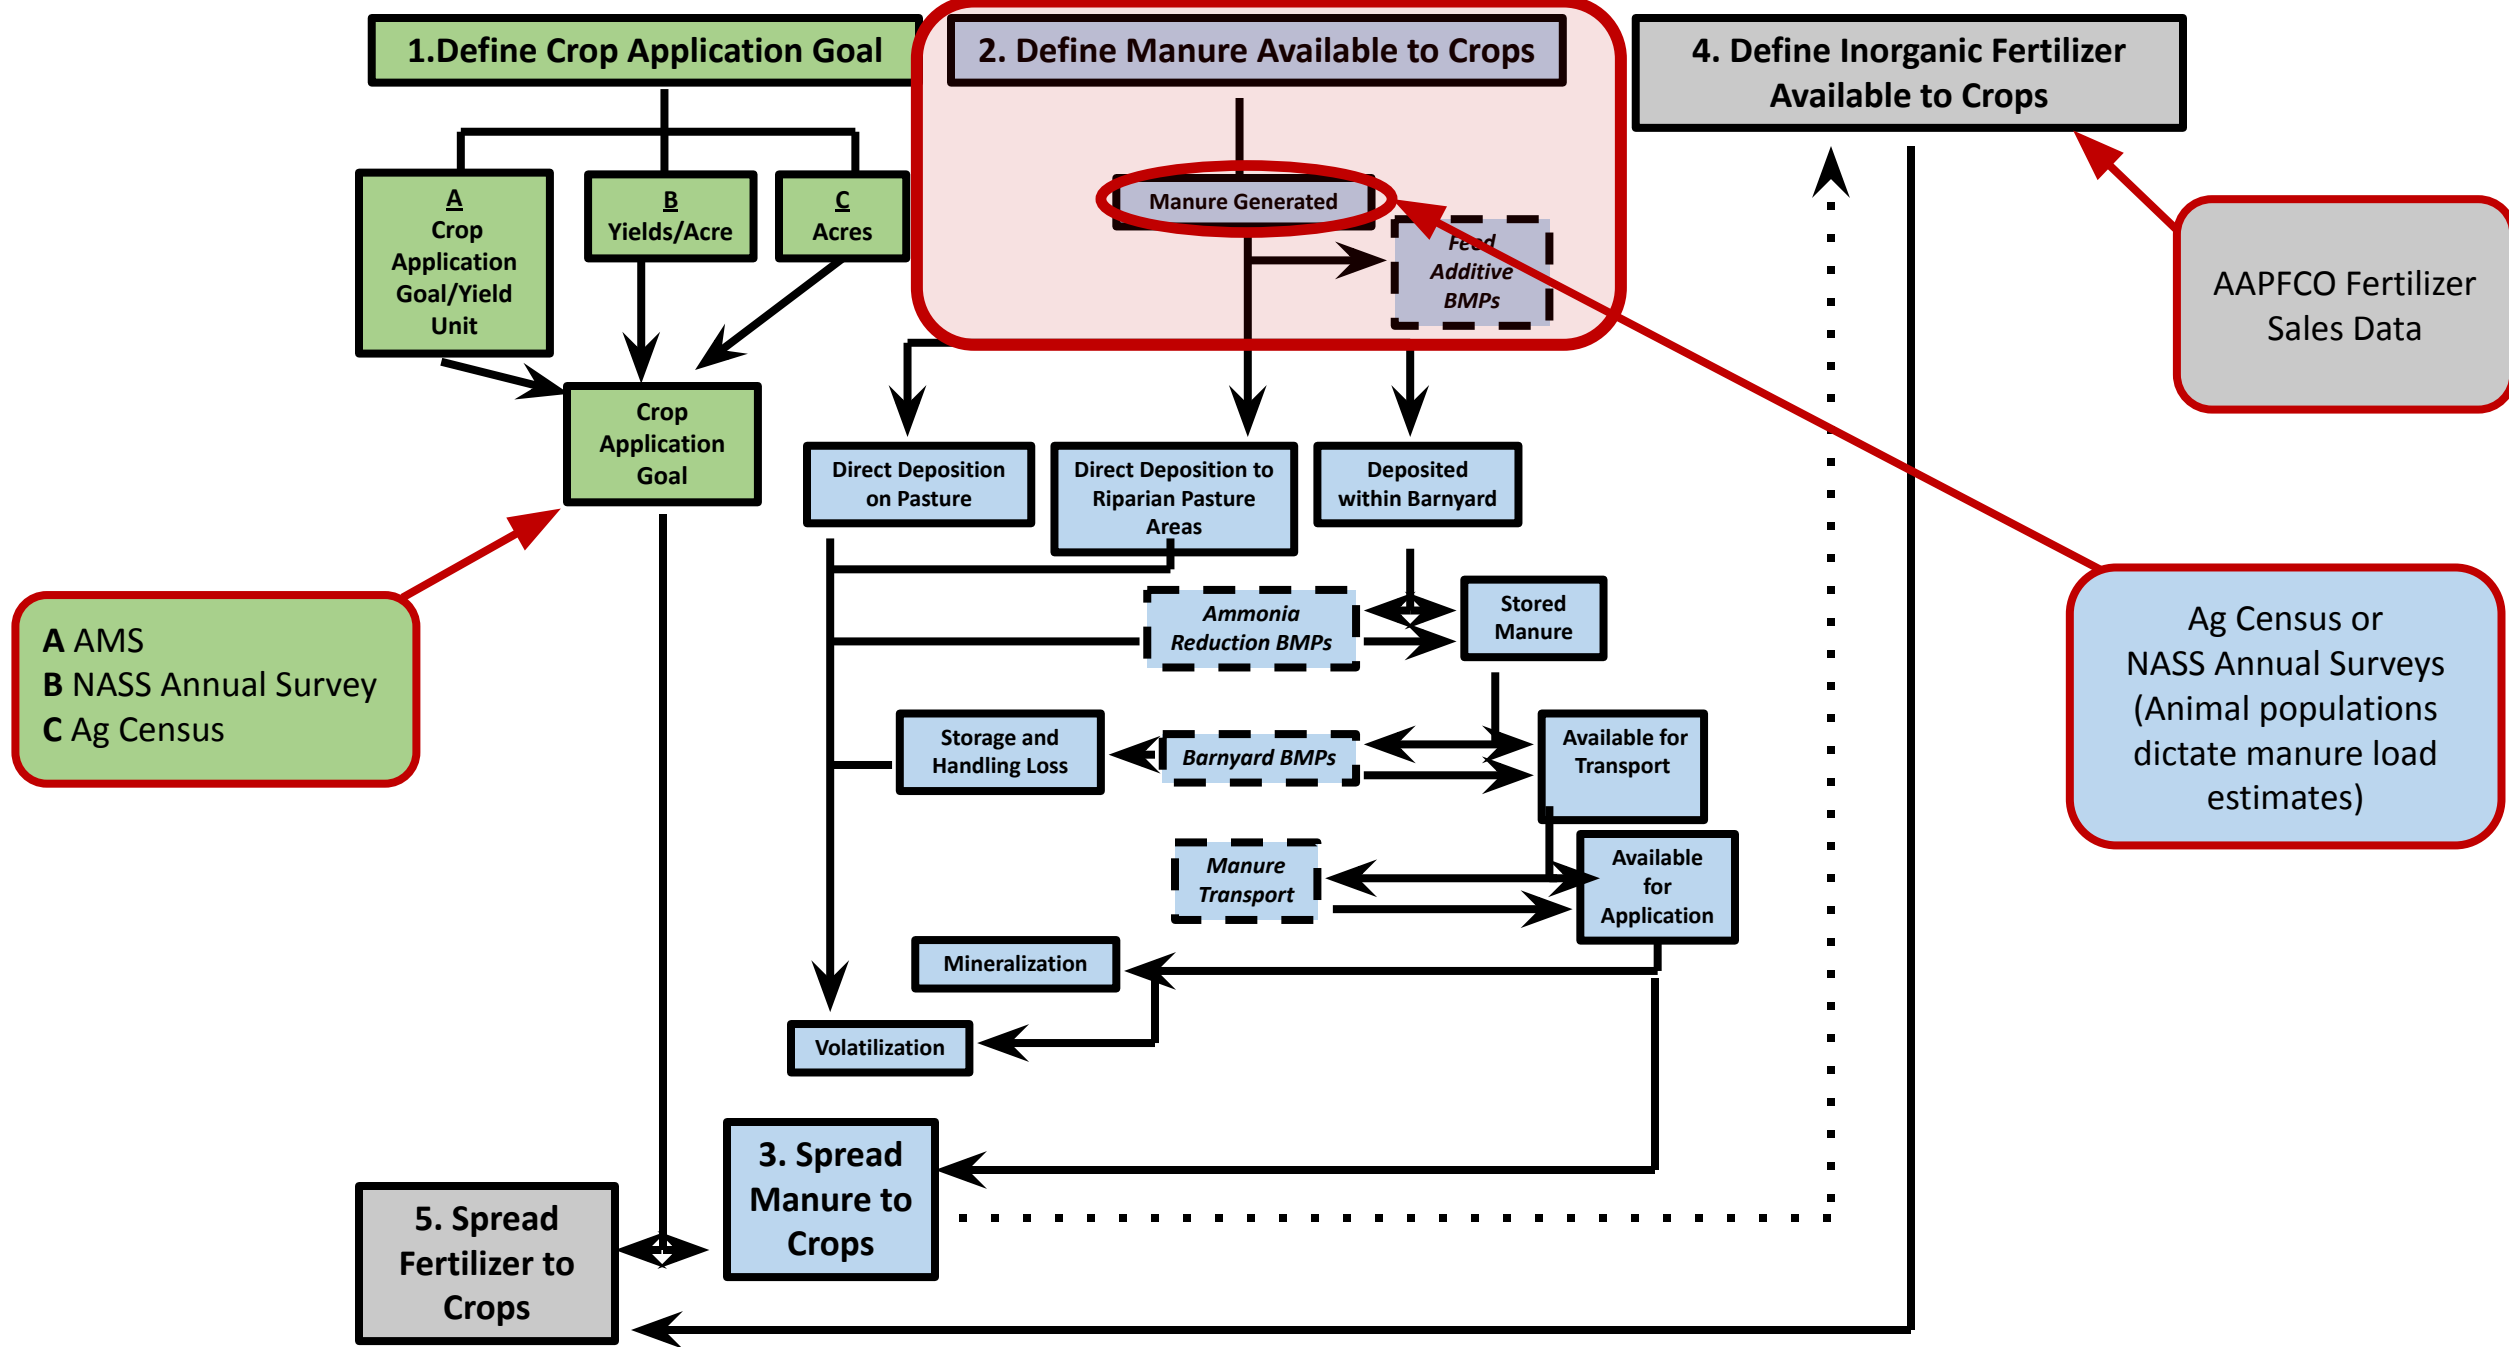 1.Define Crop Application Goal
2. Define Manure Available to Crops
4. Define Inorganic Fertilizer
Available to Crops
A
Crop
Application
Goal/Yield
Unit
B
Yields/Acre
C
Acres
Manure Generated
Feed
Additive
BMPs
AAPFCO Fertilizer
Sales Data
Crop
Application
Goal
Direct Deposition
on Pasture
Direct Deposition to
Riparian Pasture
Areas
Deposited
within Barnyard
A AMS
B NASS Annual Survey
C Ag Census
Ammonia
Reduction BMPs
Stored
Manure
Ag Census or
NASS Annual Surveys
(Animal populations
dictate manure load
estimates)
Storage and
Handling Loss
Barnyard BMPs
Available for
Transport
Manure
Transport
Available
for
Application
Mineralization
Volatilization
3. Spread
Manure to
Crops
5. Spread
Fertilizer to
Crops